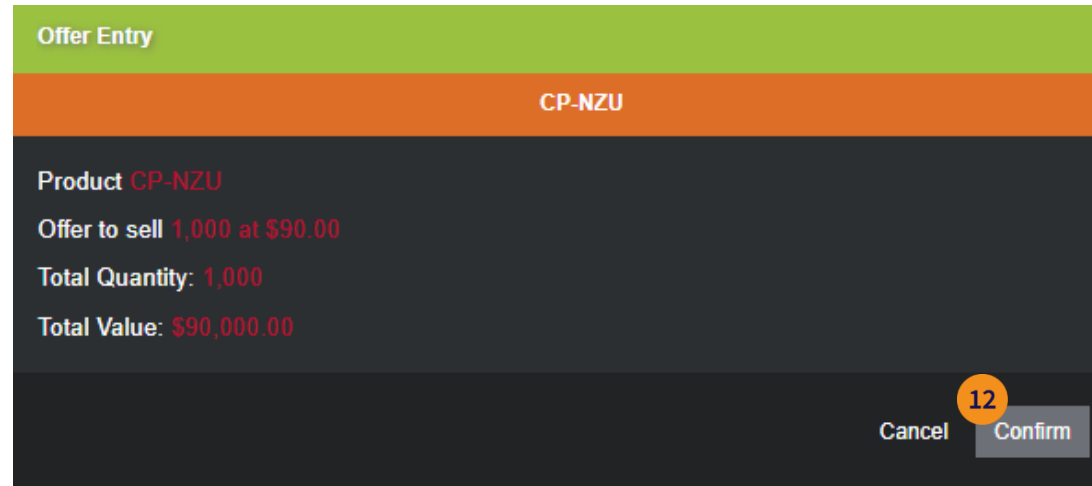 Offer Entry
CP-NZU
Product CP-NZU
Offer to sell 1,000 at $90.00
Total Quantity: 1,000
Total Value: $90,000.00
12
Cancel Confirm